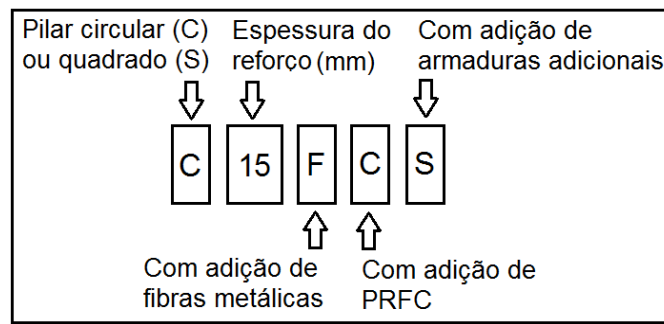 Pilar circular (C)
ou quadrado (S)
Espessura do
reforço (mm)
Com adição de
armaduras adicionais
C 15 F C S
Com adição de
fibras metálicas
Com adição de
PRFC